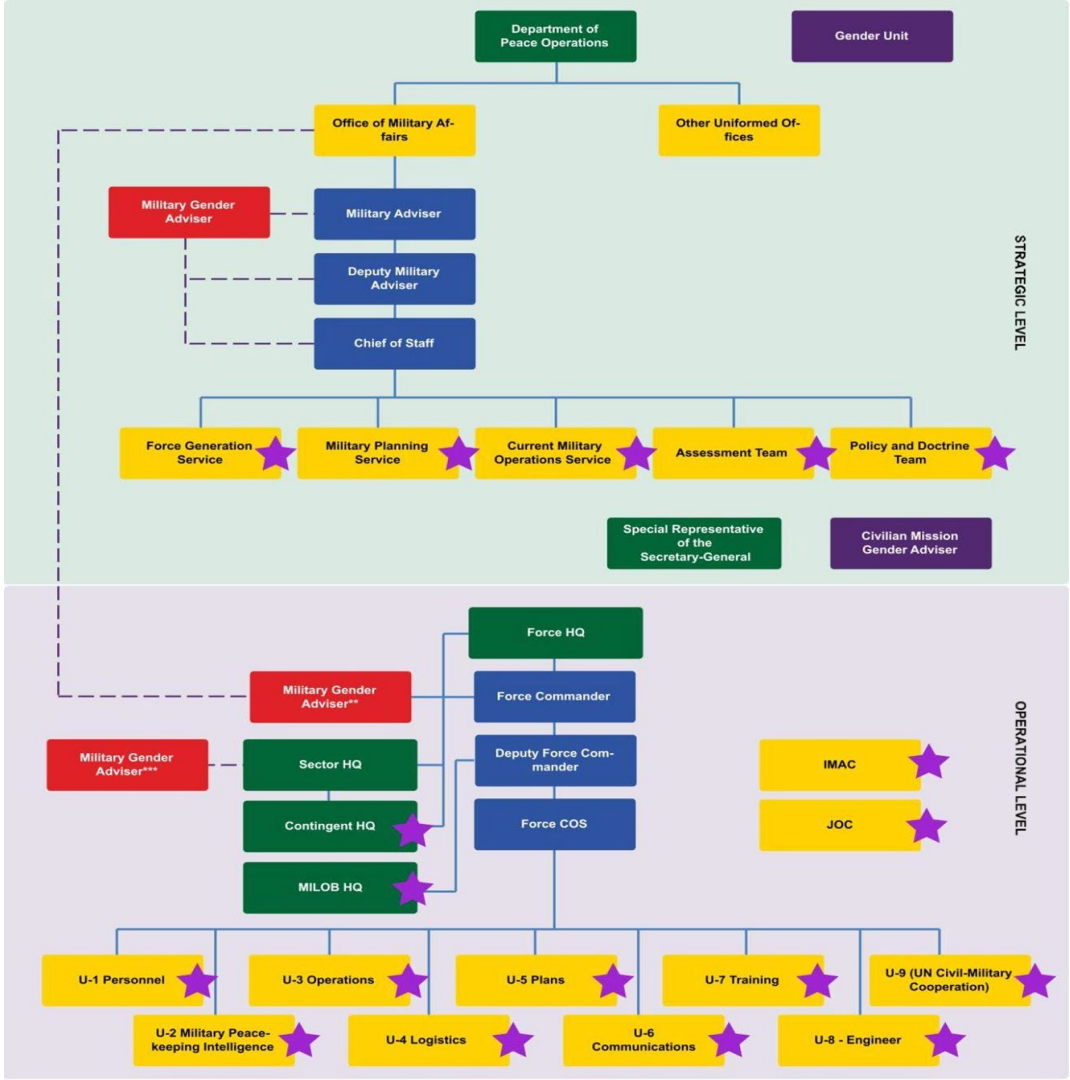 Department of
Peace Operations
Gender Unit
Office of Military Af-
fairs
Other Uniformed Of-
fices
Military Gender
Adviser
Military Adviser
Deputy Military
Adviser
Chief of Staff
STRATEGIC LEVEL
Force Generation
Service
Military Planning
Service
Current Military
Operations Service
Assessment Team
Policy and Doctrine
Team
Special Representative
of the
Secretary-General
Civilian Mission
Gender Adviser
Force HQ
Military Gender
Adviser**
Force Commander
Military Gender
Adviser***
Sector HQ
Deputy Force Com-
mander
IMAC
OPERATIONAL LEVEL
Contingent HQ
Force COS
JOC
MILOB HQ
U-1 Personnel
U-3 Operations
U-5 Plans
U-7 Training
U-9 (UN Civil-Military
Cooperation)
U-2 Military Peace-
keeping Intelligence
U-4 Logistics
U-6
Communications
U-8 - Engineer